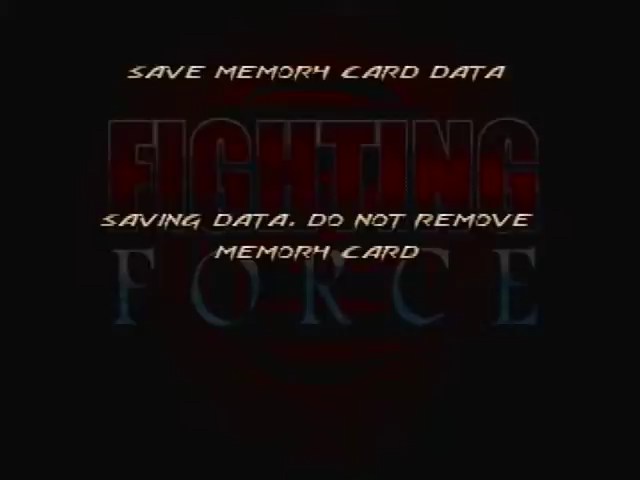 SAVE MEMORY CARD DATA
FIGHTING
SAVING DATA. DO NOT REMOVE
MEMORY CARD
FORCE